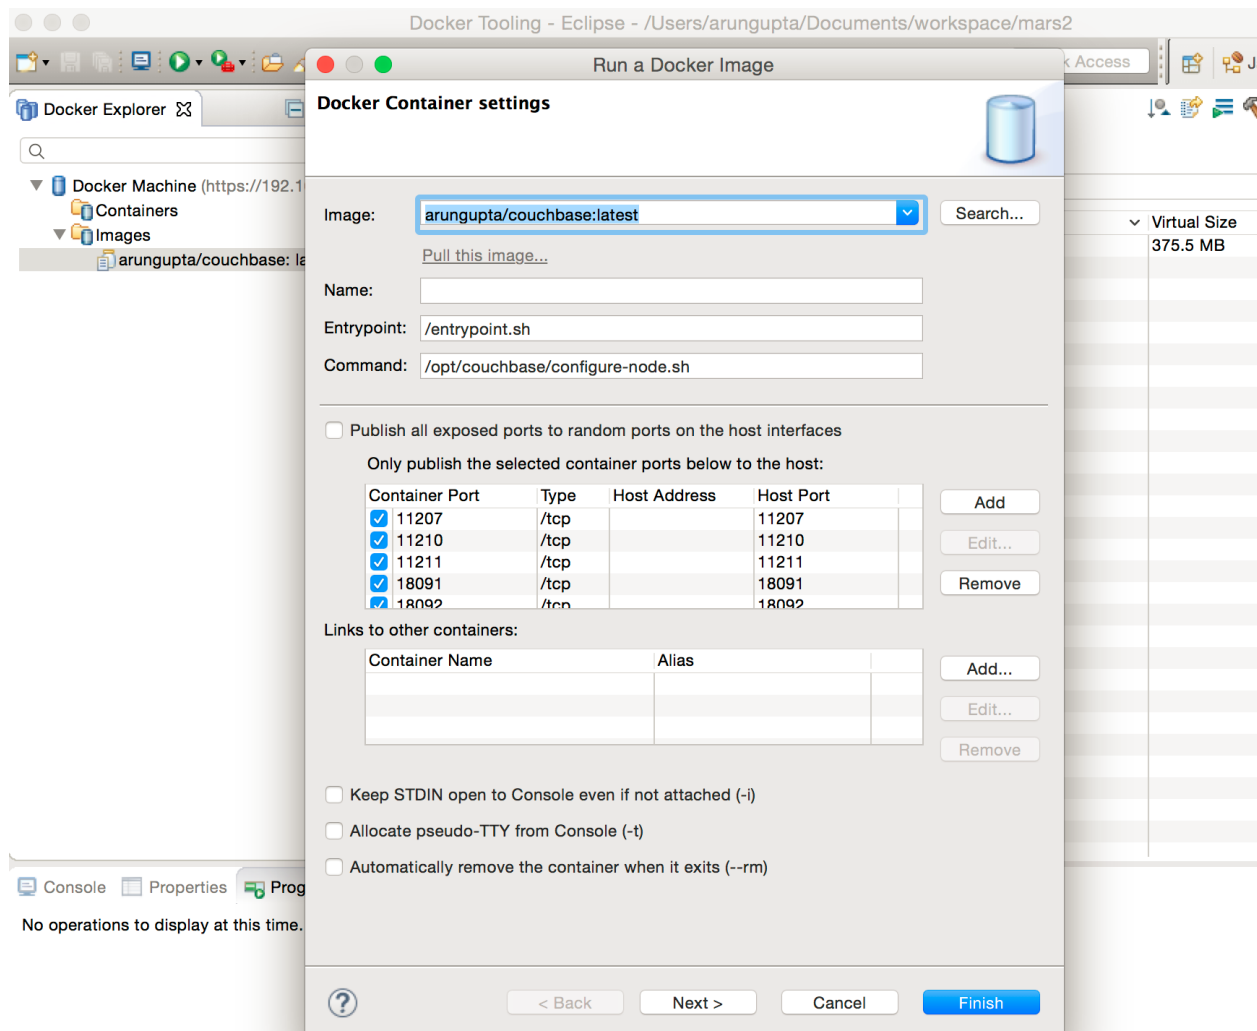 Docker Tooling - Eclipse - /Users/arungupta/Documents/workspace/mars2
Run a Docker Image
Access
Docker Explorer
Docker Container settings
Docker Machine (https://192.1
Containers
Images
arungupta/couchbase: la
Image:
arungupta/couchbase:latest
Search...
Virtual Size
375.5 MB
Pull this image...
Name:
Entrypoint:
/entrypoint.sh
Command:
/opt/couchbase/configure-node.sh
Publish all exposed ports to random ports on the host interfaces
Only publish the selected container ports below to the host:
Container Port Type Host Address Host Port
11207 /tcp 11207
11210 /tcp 11210
11211 /tcp 11211
18091 /tcp 18091
18092 /tcp 18092
Add
Edit...
Remove
Links to other containers:
Container Name Alias
Add...
Edit...
Remove
Keep STDIN open to Console even if not attached (-i)
Allocate pseudo-TTY from Console (-t)
Automatically remove the container when it exits (--rm)
Console Properties Prog
No operations to display at this time.
? < Back Next > Cancel Finish